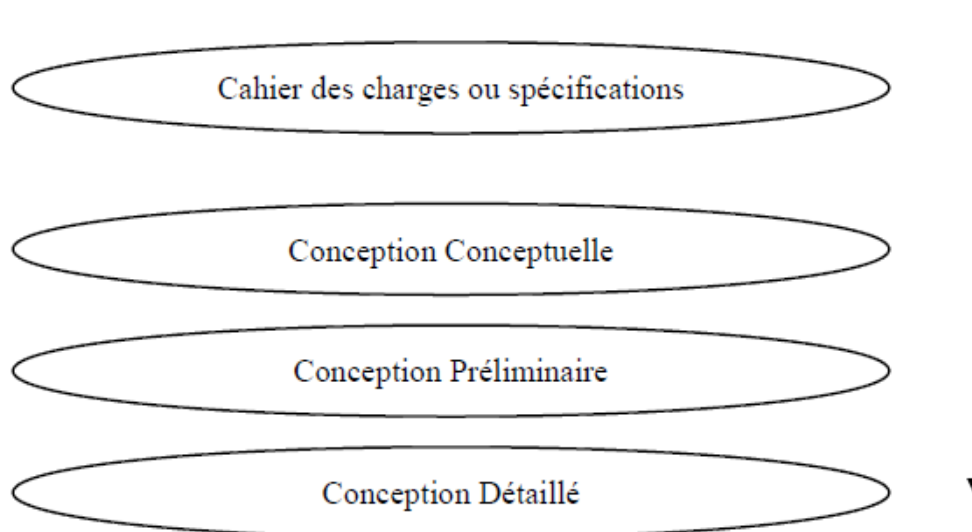 Cahier des charges ou spécifications
Conception Conceptuelle
Conception Préliminaire
Conception Détaillé